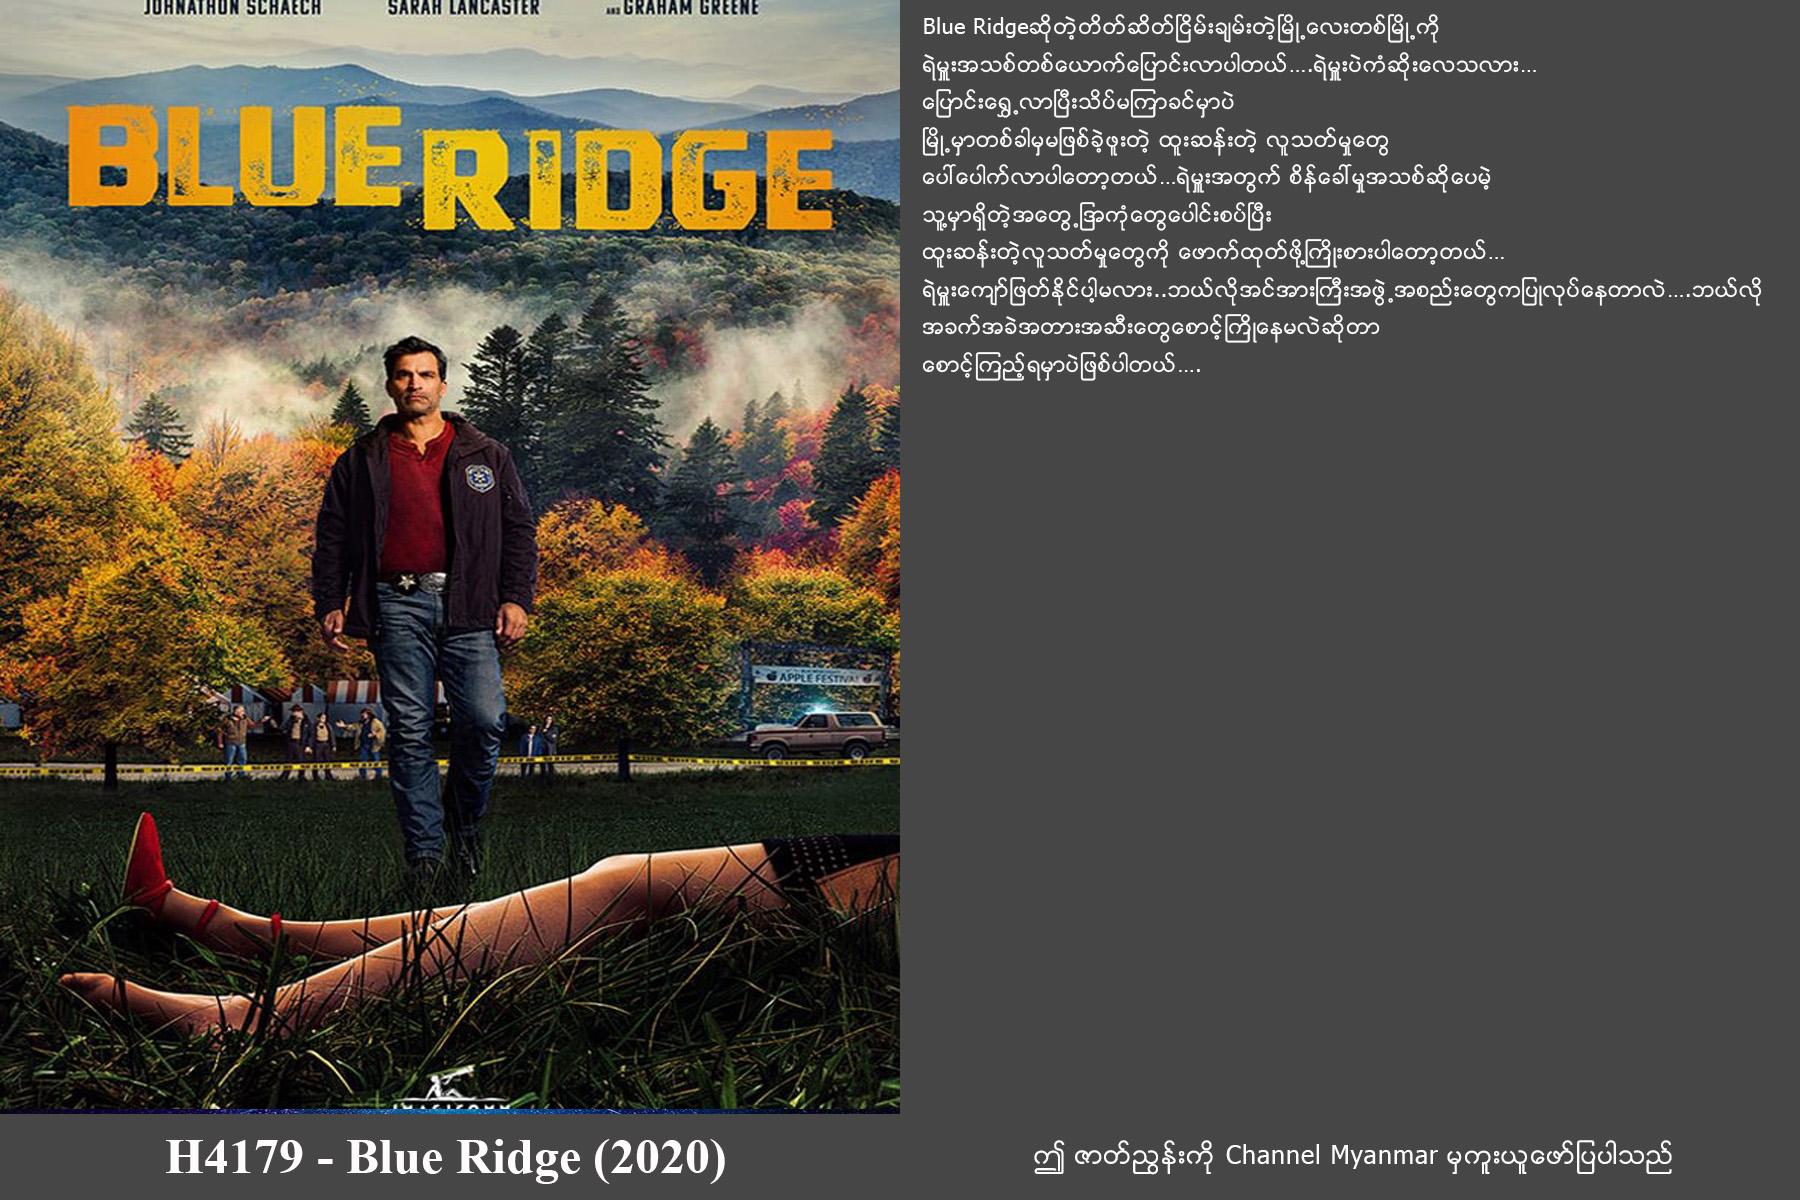 JOHNATHON SCHAECH SARAH LANCASTER AND GRAHAM GREENE
BLUE RIDGE
APPLE FESTIVAL
H4179 - Blue Ridge (2020)
Blue Ridgeဆိုတဲ့တိတ်ဆိတ်ငြိမ်းချမ်းတဲ့မြို့လေးတစ်မြို့ကို
ရဲမှူးအသစ်တစ်ယောက်ပြောင်းလာပါတယ်....ရဲမှူးပဲကံဆိုးလေသလား...
ပြောင်းရွှေ့လာပြီးသိပ်မကြာခင်မှာပဲ
မြို့မှာတစ်ခါမှမဖြစ်ခဲ့ဖူးတဲ့ ထူးဆန်းတဲ့ လူသတ်မှုတွေ
ပေါ်ပေါက်လာပါတော့တယ်...ရဲမှူးအတွက် စိန်ခေါ်မှုအသစ်ဆိုပေမဲ့
သူ့မှာရှိတဲ့အတွေ့အကြုံတွေပေါင်းစပ်ပြီး
ထူးဆန်းတဲ့လူသတ်မှုတွေကို ဖောက်ထုတ်ဖို့ကြိုးစားပါတော့တယ်...
ရဲမှူးကျော်ဖြတ်နိုင်ပါ့မလား..ဘယ်လိုအင်အားကြီးအဖွဲ့အစည်းတွေကပြုလုပ်နေတာလဲ....ဘယ်လို
အခက်အခဲအတားအဆီးတွေစောင့်ကြိုနေမလဲဆိုတာ
စောင့်ကြည့်ရမှာပဲဖြစ်ပါတယ်....
ဤ ဇာတ်ညွှန်းကို Channel Myanmar မှကူးယူဖော်ပြပါသည်